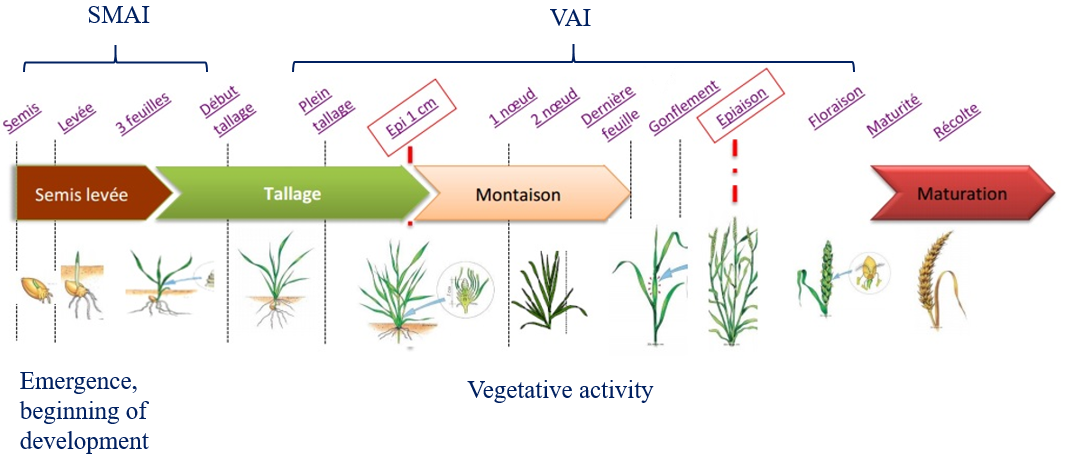 SMAI
VAI
Semis
Levée
3 feuilles
Début
tallage
Plein
tallage
Epi 1 cm
1 nœud
2 nœud
Dernière
feuille
Gonflement
Epiaison
Floraison
Maturité
Récolte
Semis levée
Tallage
Montaison
Maturation
Emergence,
beginning of
development
Vegetative activity